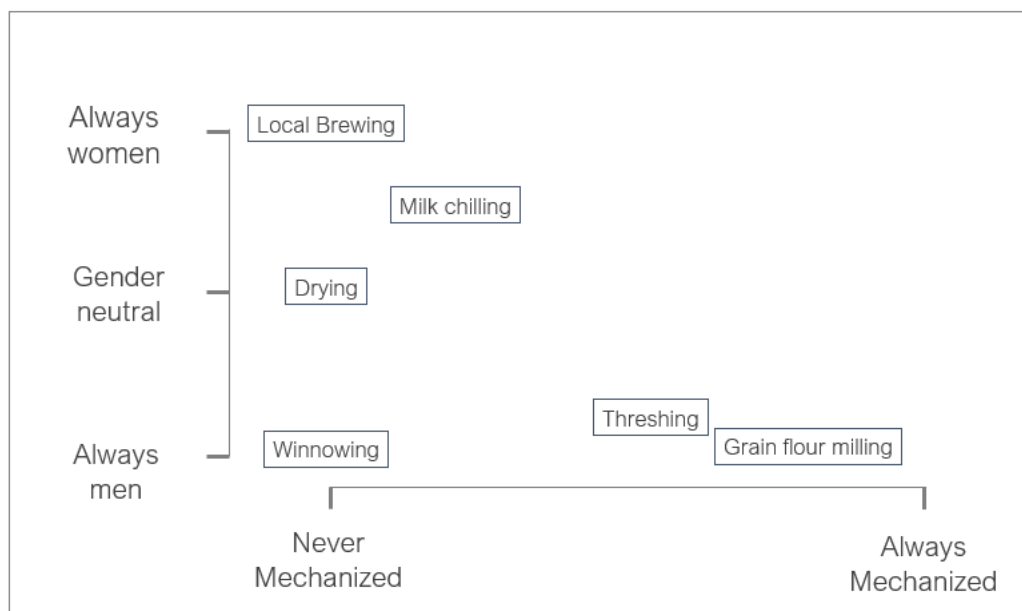 Always
women
Local Brewing
Milk chilling
Gender
neutral
Drying
Threshing
Grain flour milling
Always
men
Winnowing
Never
Mechanized
Always
Mechanized